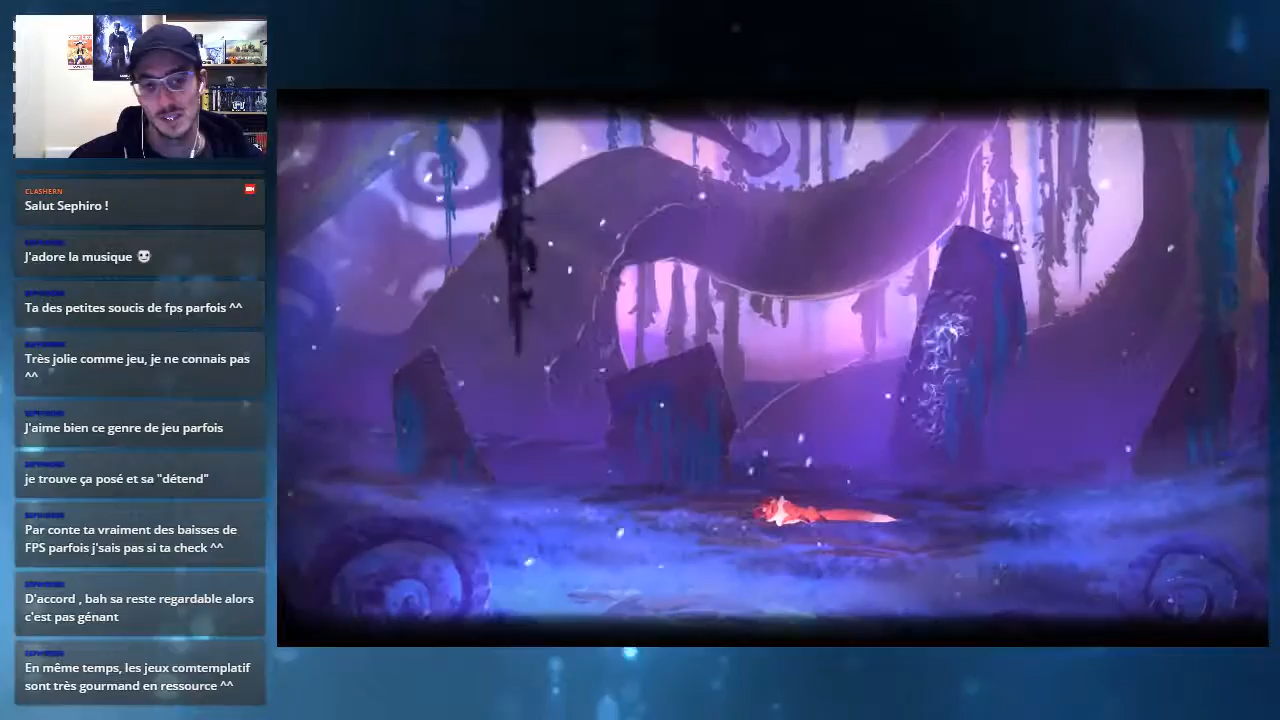 CLASHERN
Salut Sephiro !
J'adore la musique
Ta des petites soucis de fps parfois ^^
Très jolie comme jeu, je ne connais pas
^^
J'aime bien ce genre de jeu parfois
je trouve ça posé et sa "détend"
Par conte ta vraiment des baisses de
FPS parfois j'sais pas si ta check ^^
D'accord , bah sa reste regardable alors
c'est pas génant
En même temps, les jeux comtemplatif
sont très gourmand en ressource ^^